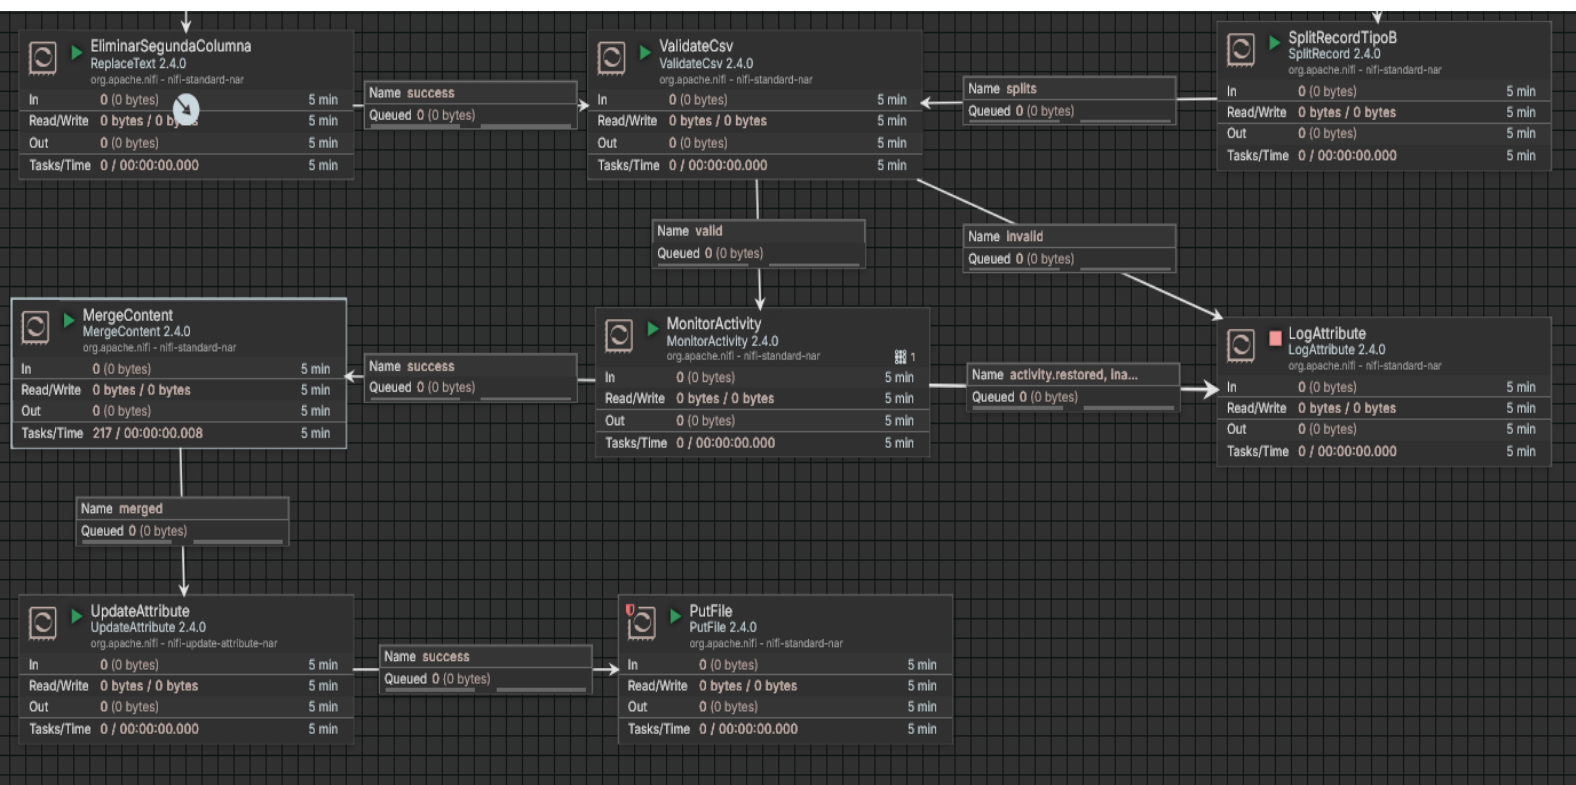 EliminarSegundaColumna
ReplaceText 2.4.0
org.apache.nifi - nifi-standard-nar
In 0 (0 bytes) 5 min
Read/Write 0 bytes / 0 bytes 5 min
Out 0 (0 bytes) 5 min
Tasks/Time 0 / 00:00:00.000 5 min
Name success
Queued 0 (0 bytes)
ValidateCsv
ValidateCsv 2.4.0
org.apache.nifi - nifi-standard-nar
In 0 (0 bytes) 5 min
Read/Write 0 bytes / 0 bytes 5 min
Out 0 (0 bytes) 5 min
Tasks/Time 0 / 00:00:00.000 5 min
Name splits
Queued 0 (0 bytes)
SplitRecordTipoB
SplitRecord 2.4.0
org.apache.nifi - nifi-standard-nar
In 0 (0 bytes) 5 min
Read/Write 0 bytes / 0 bytes 5 min
Out 0 (0 bytes) 5 min
Tasks/Time 0 / 00:00:00.000 5 min
Name valid
Queued 0 (0 bytes)
Name invalid
Queued 0 (0 bytes)
MergeContent
MergeContent 2.4.0
org.apache.nifi - nifi-standard-nar
In 0 (0 bytes) 5 min
Read/Write 0 bytes / 0 bytes 5 min
Out 0 (0 bytes) 5 min
Tasks/Time 217 / 00:00:00.008 5 min
Name success
Queued 0 (0 bytes)
MonitorActivity
MonitorActivity 2.4.0
org.apache.nifi - nifi-standard-nar
1
In 0 (0 bytes) 5 min
Read/Write 0 bytes / 0 bytes 5 min
Out 0 (0 bytes) 5 min
Tasks/Time 0 / 00:00:00.000 5 min
Name activity.restored, ina...
Queued 0 (0 bytes)
LogAttribute
LogAttribute 2.4.0
org.apache.nifi - nifi-standard-nar
In 0 (0 bytes) 5 min
Read/Write 0 bytes / 0 bytes 5 min
Out 0 (0 bytes) 5 min
Tasks/Time 0 / 00:00:00.000 5 min
Name merged
Queued 0 (0 bytes)
UpdateAttribute
UpdateAttribute 2.4.0
org.apache.nifi - nifi-update-attribute-nar
In 0 (0 bytes) 5 min
Read/Write 0 bytes / 0 bytes 5 min
Out 0 (0 bytes) 5 min
Tasks/Time 0 / 00:00:00.000 5 min
Name success
Queued 0 (0 bytes)
PutFile
PutFile 2.4.0
org.apache.nifi - nifi-standard-nar
In 0 (0 bytes) 5 min
Read/Write 0 bytes / 0 bytes 5 min
Out 0 (0 bytes) 5 min
Tasks/Time 0 / 00:00:00.000 5 min